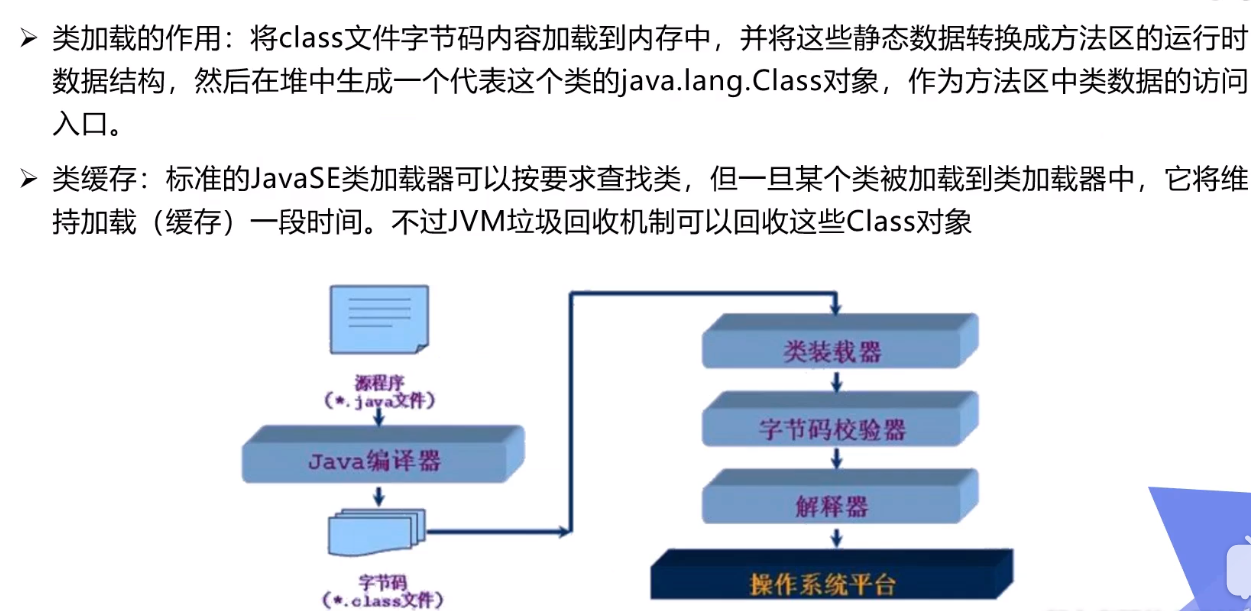 类加载的作用：将class文件字节码内容加载到内存中，并将这些静态数据转换成方法区的运行时
数据结构，然后在堆中生成一个代表这个类的java.lang.Class对象，作为方法区中类数据的访问
入口。
类缓存：标准的JavaSE类加载器可以按要求查找类，但一旦某个类被加载到类加载器中，它将维
持加载（缓存）一段时间。不过JVM垃圾回收机制可以回收这些Class对象
源程序
(*.java文件)
Java编译器
字节码
(*.class文件)
类装载器
字节码校验器
解释器
操作系统平台